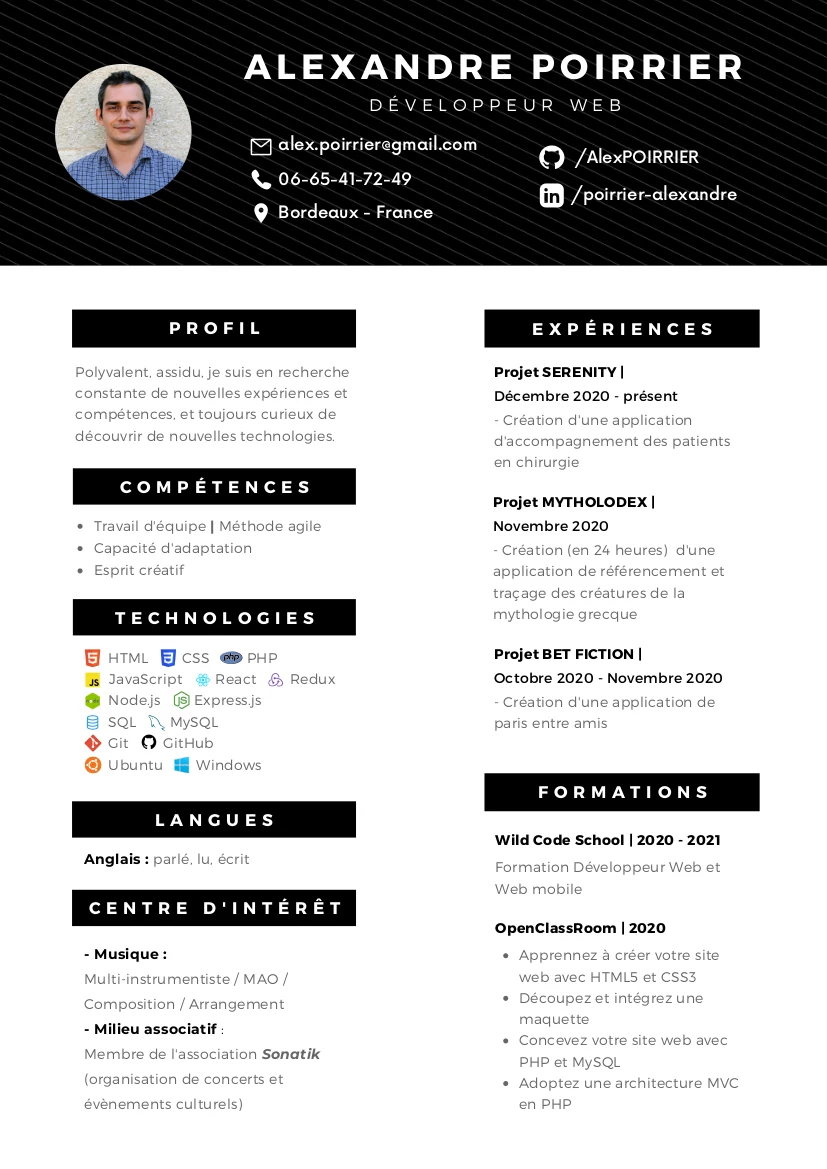 ALEXANDRE POIRRIER
DÉVELOPPEUR WEB
alex.poirrier@gmail.com
06-65-41-72-49
Bordeaux - France
/AlexPOIRRIER
/poirrier-alexandre
PROFIL
Polyvalent, assidu, je suis en recherche
constante de nouvelles expériences et
compétences, et toujours curieux de
découvrir de nouvelles technologies.
COMPÉTENCES
• Travail d'équipe | Méthode agile
• Capacité d'adaptation
• Esprit créatif
TECHNOLOGIES
HTML CSS php PHP
JS JavaScript React Redux
Node.js Express.js
SQL MySQL
Git GitHub
Ubuntu Windows
LANGUES
Anglais : parlé, lu, écrit
CENTRE D'INTÉRÊT
- Musique :
Multi-instrumentiste / MAO /
Composition / Arrangement
- Milieu associatif :
Membre de l'association Sonatik
(organisation de concerts et
évènements culturels)
EXPÉRIENCES
Projet SERENITY |
Décembre 2020 - présent
- Création d'une application
d'accompagnement des patients
en chirurgie
Projet MYTHOLODEX |
Novembre 2020
- Création (en 24 heures) d'une
application de référencement et
traçage des créatures de la
mythologie grecque
Projet BET FICTION |
Octobre 2020 - Novembre 2020
- Création d'une application de
paris entre amis
FORMATIONS
Wild Code School | 2020 - 2021
Formation Développeur Web et
Web mobile
OpenClassRoom | 2020
• Apprennez à créer votre site
web avec HTML5 et CSS3
• Découpez et intégrez une
maquette
• Concevez votre site web avec
PHP et MySQL
• Adoptez une architecture MVC
en PHP